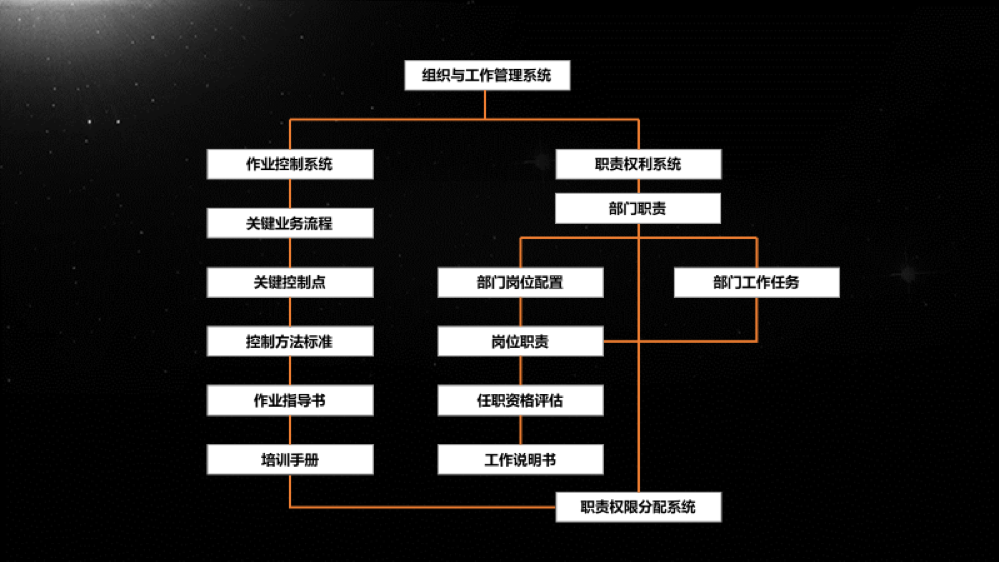 组织与工作管理系统
作业控制系统
职责权利系统
关键业务流程
部门职责
关键控制点
部门岗位配置
部门工作任务
控制方法标准
岗位职责
作业指导书
任职资格评估
培训手册
工作说明书
职责权限分配系统